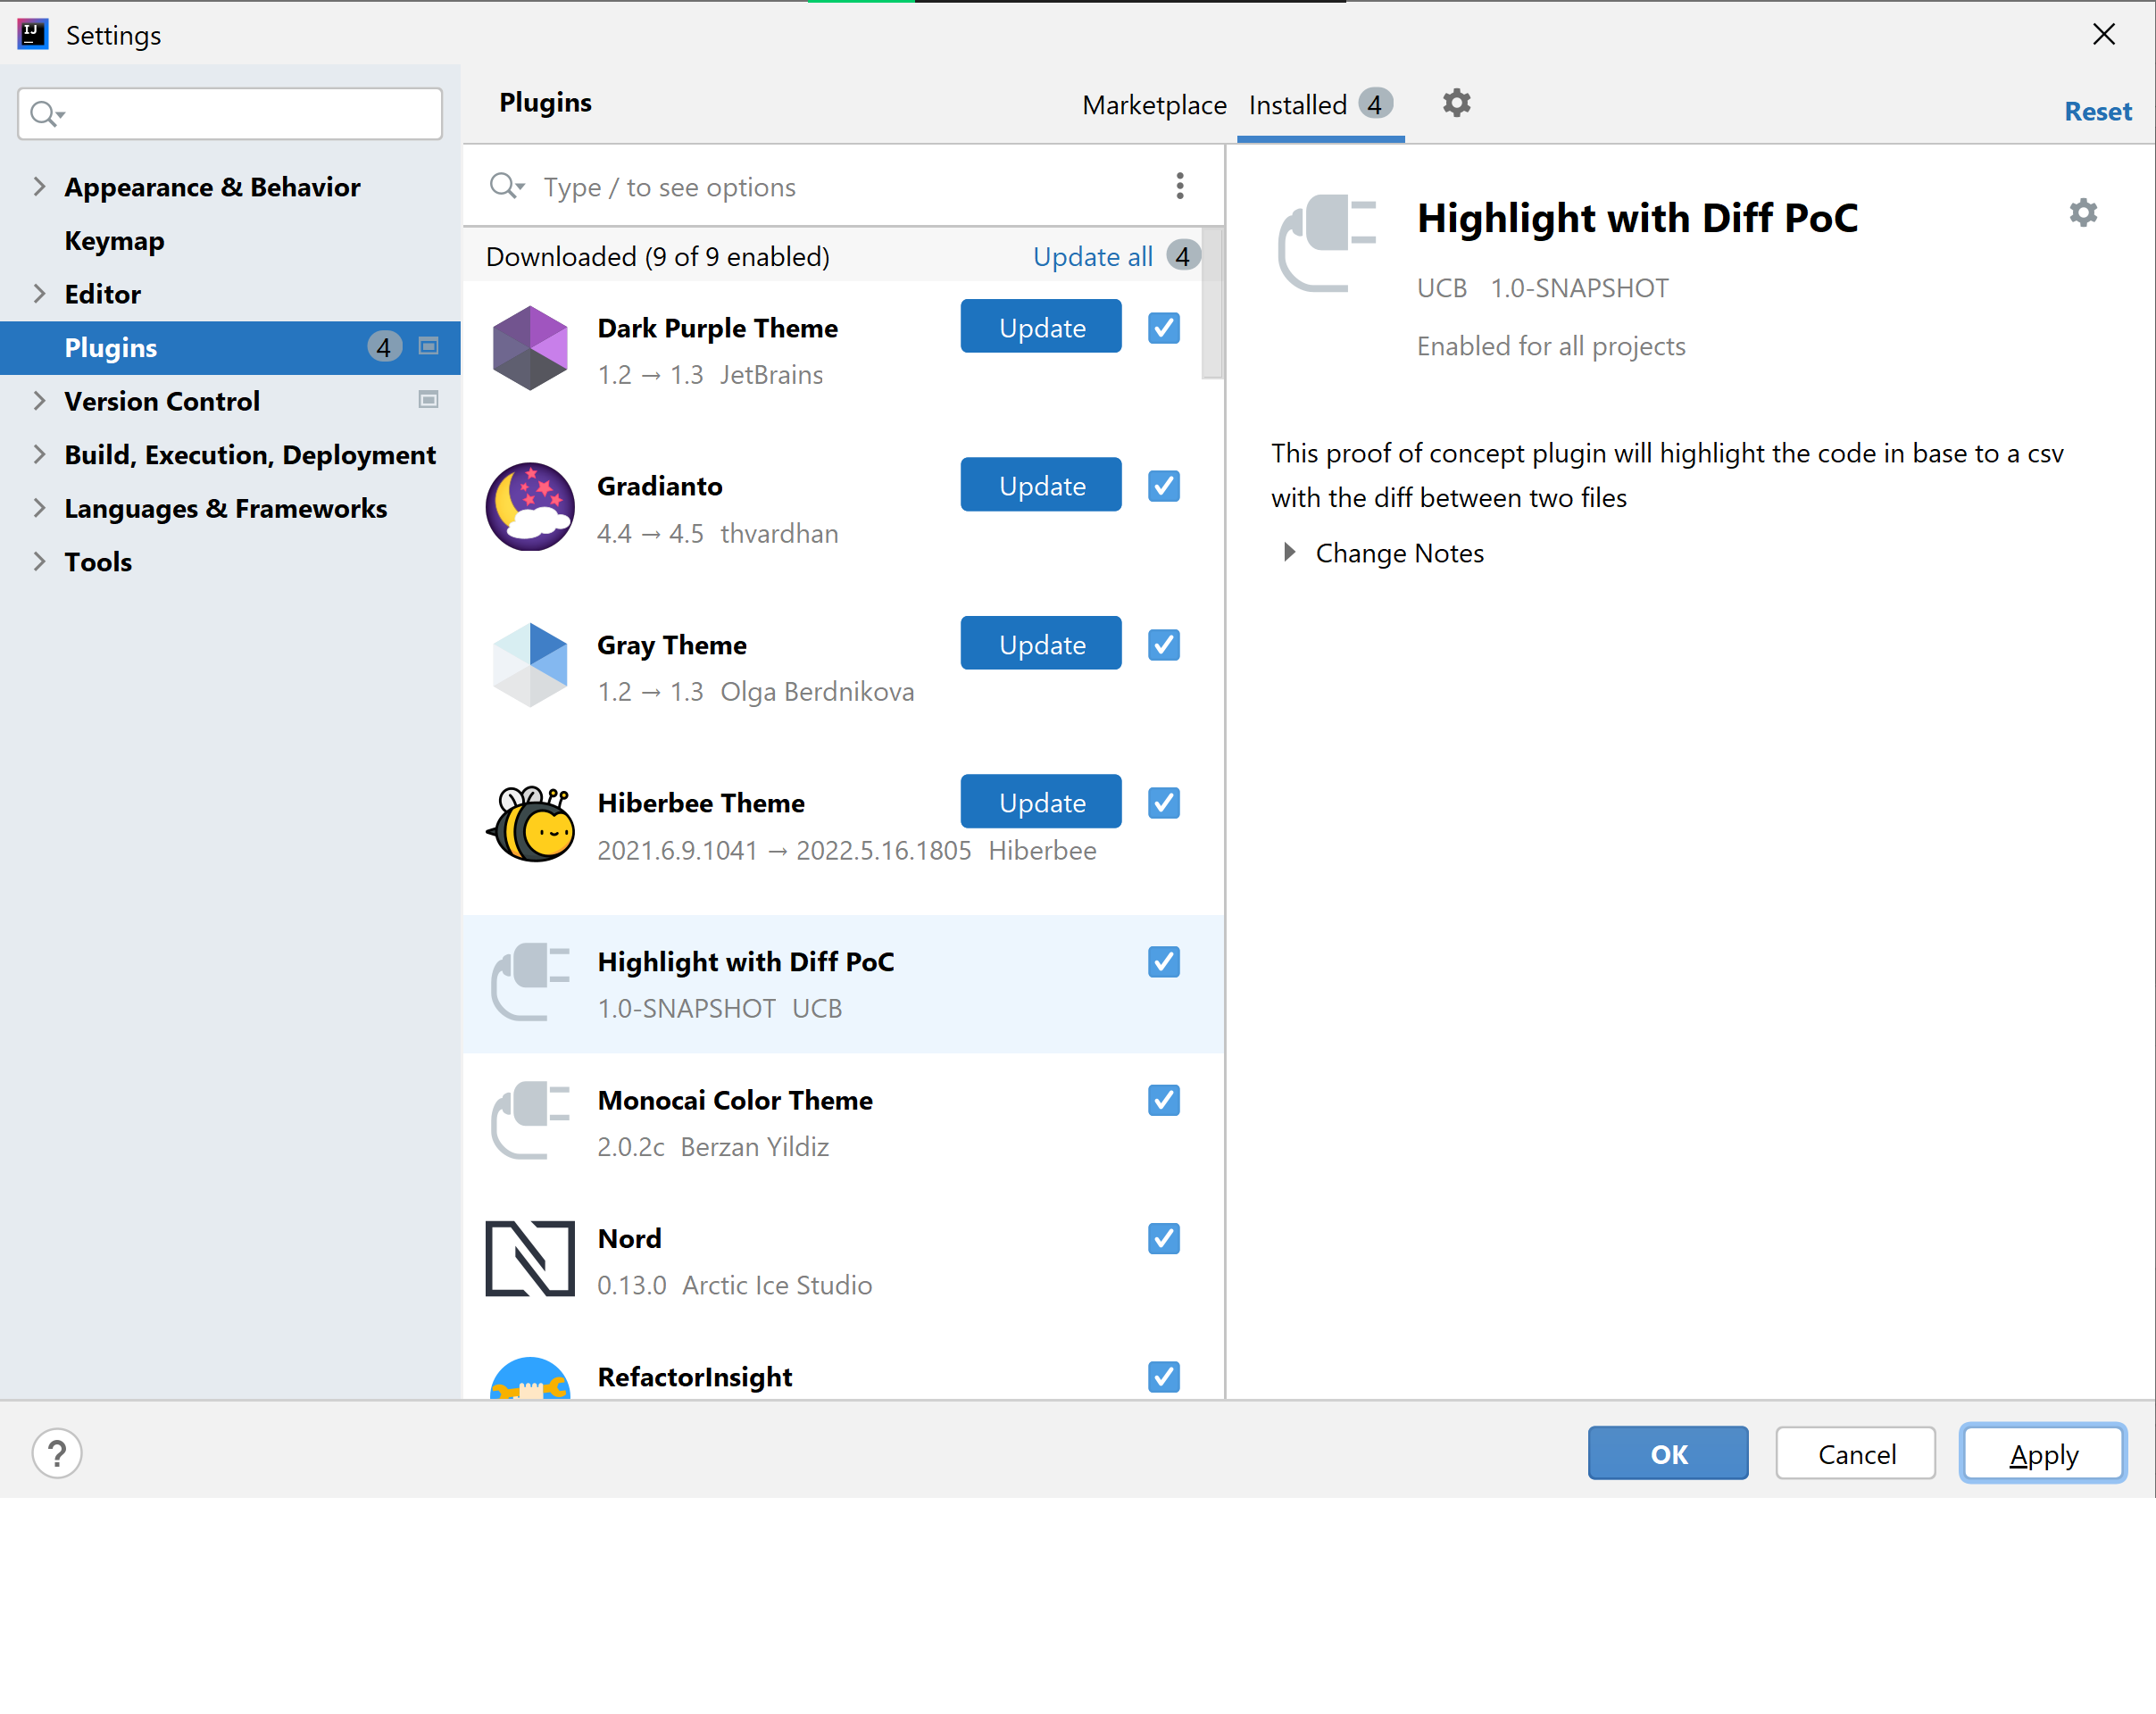 Settings
Plugins
Marketplace Installed 4
Reset
Appearance & Behavior
Keymap
Editor
Plugins 4
Version Control
Build, Execution, Deployment
Languages & Frameworks
Tools
Type / to see options
Downloaded (9 of 9 enabled) Update all 4
Dark Purple Theme Update
1.2 → 1.3 JetBrains
Gradianto Update
4.4 → 4.5 thvardhan
Gray Theme Update
1.2 → 1.3 Olga Berdnikova
Hiberbee Theme Update
2021.6.9.1041 → 2022.5.16.1805 Hiberbee
Highlight with Diff PoC
1.0-SNAPSHOT UCB
Monocai Color Theme
2.0.2c Berzan Yildiz
Nord
0.13.0 Arctic Ice Studio
RefactorInsight
Highlight with Diff PoC
UCB 1.0-SNAPSHOT
Enabled for all projects
This proof of concept plugin will highlight the code in base to a csv
with the diff between two files
Change Notes
?
OK Cancel Apply